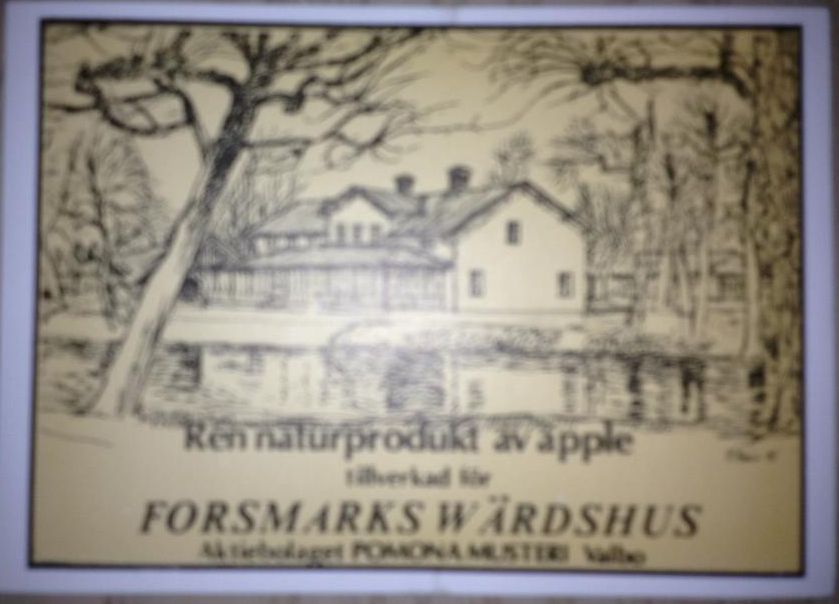 Ren naturprodukt av äpple
tillverkad för
FORSMARKS WÄRDSHUS
Aktiebolaget POMONA MUSTERI Valbo